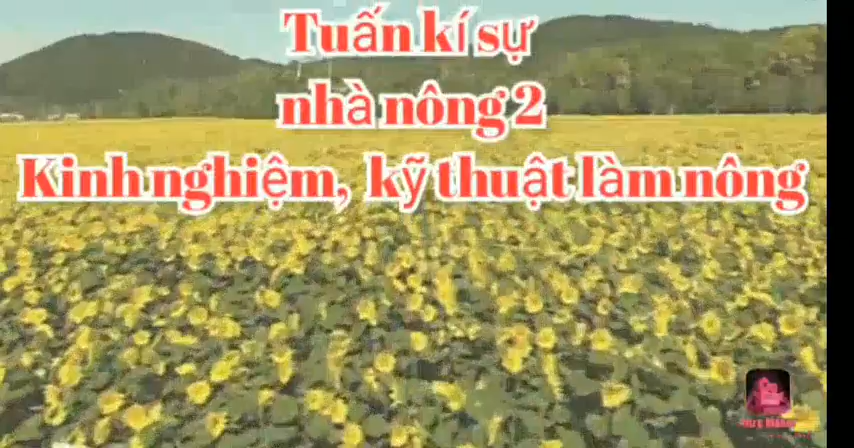 Tuấn kí sự
nhà nông 2
Kinh nghiệm, kỹ thuật làm nông